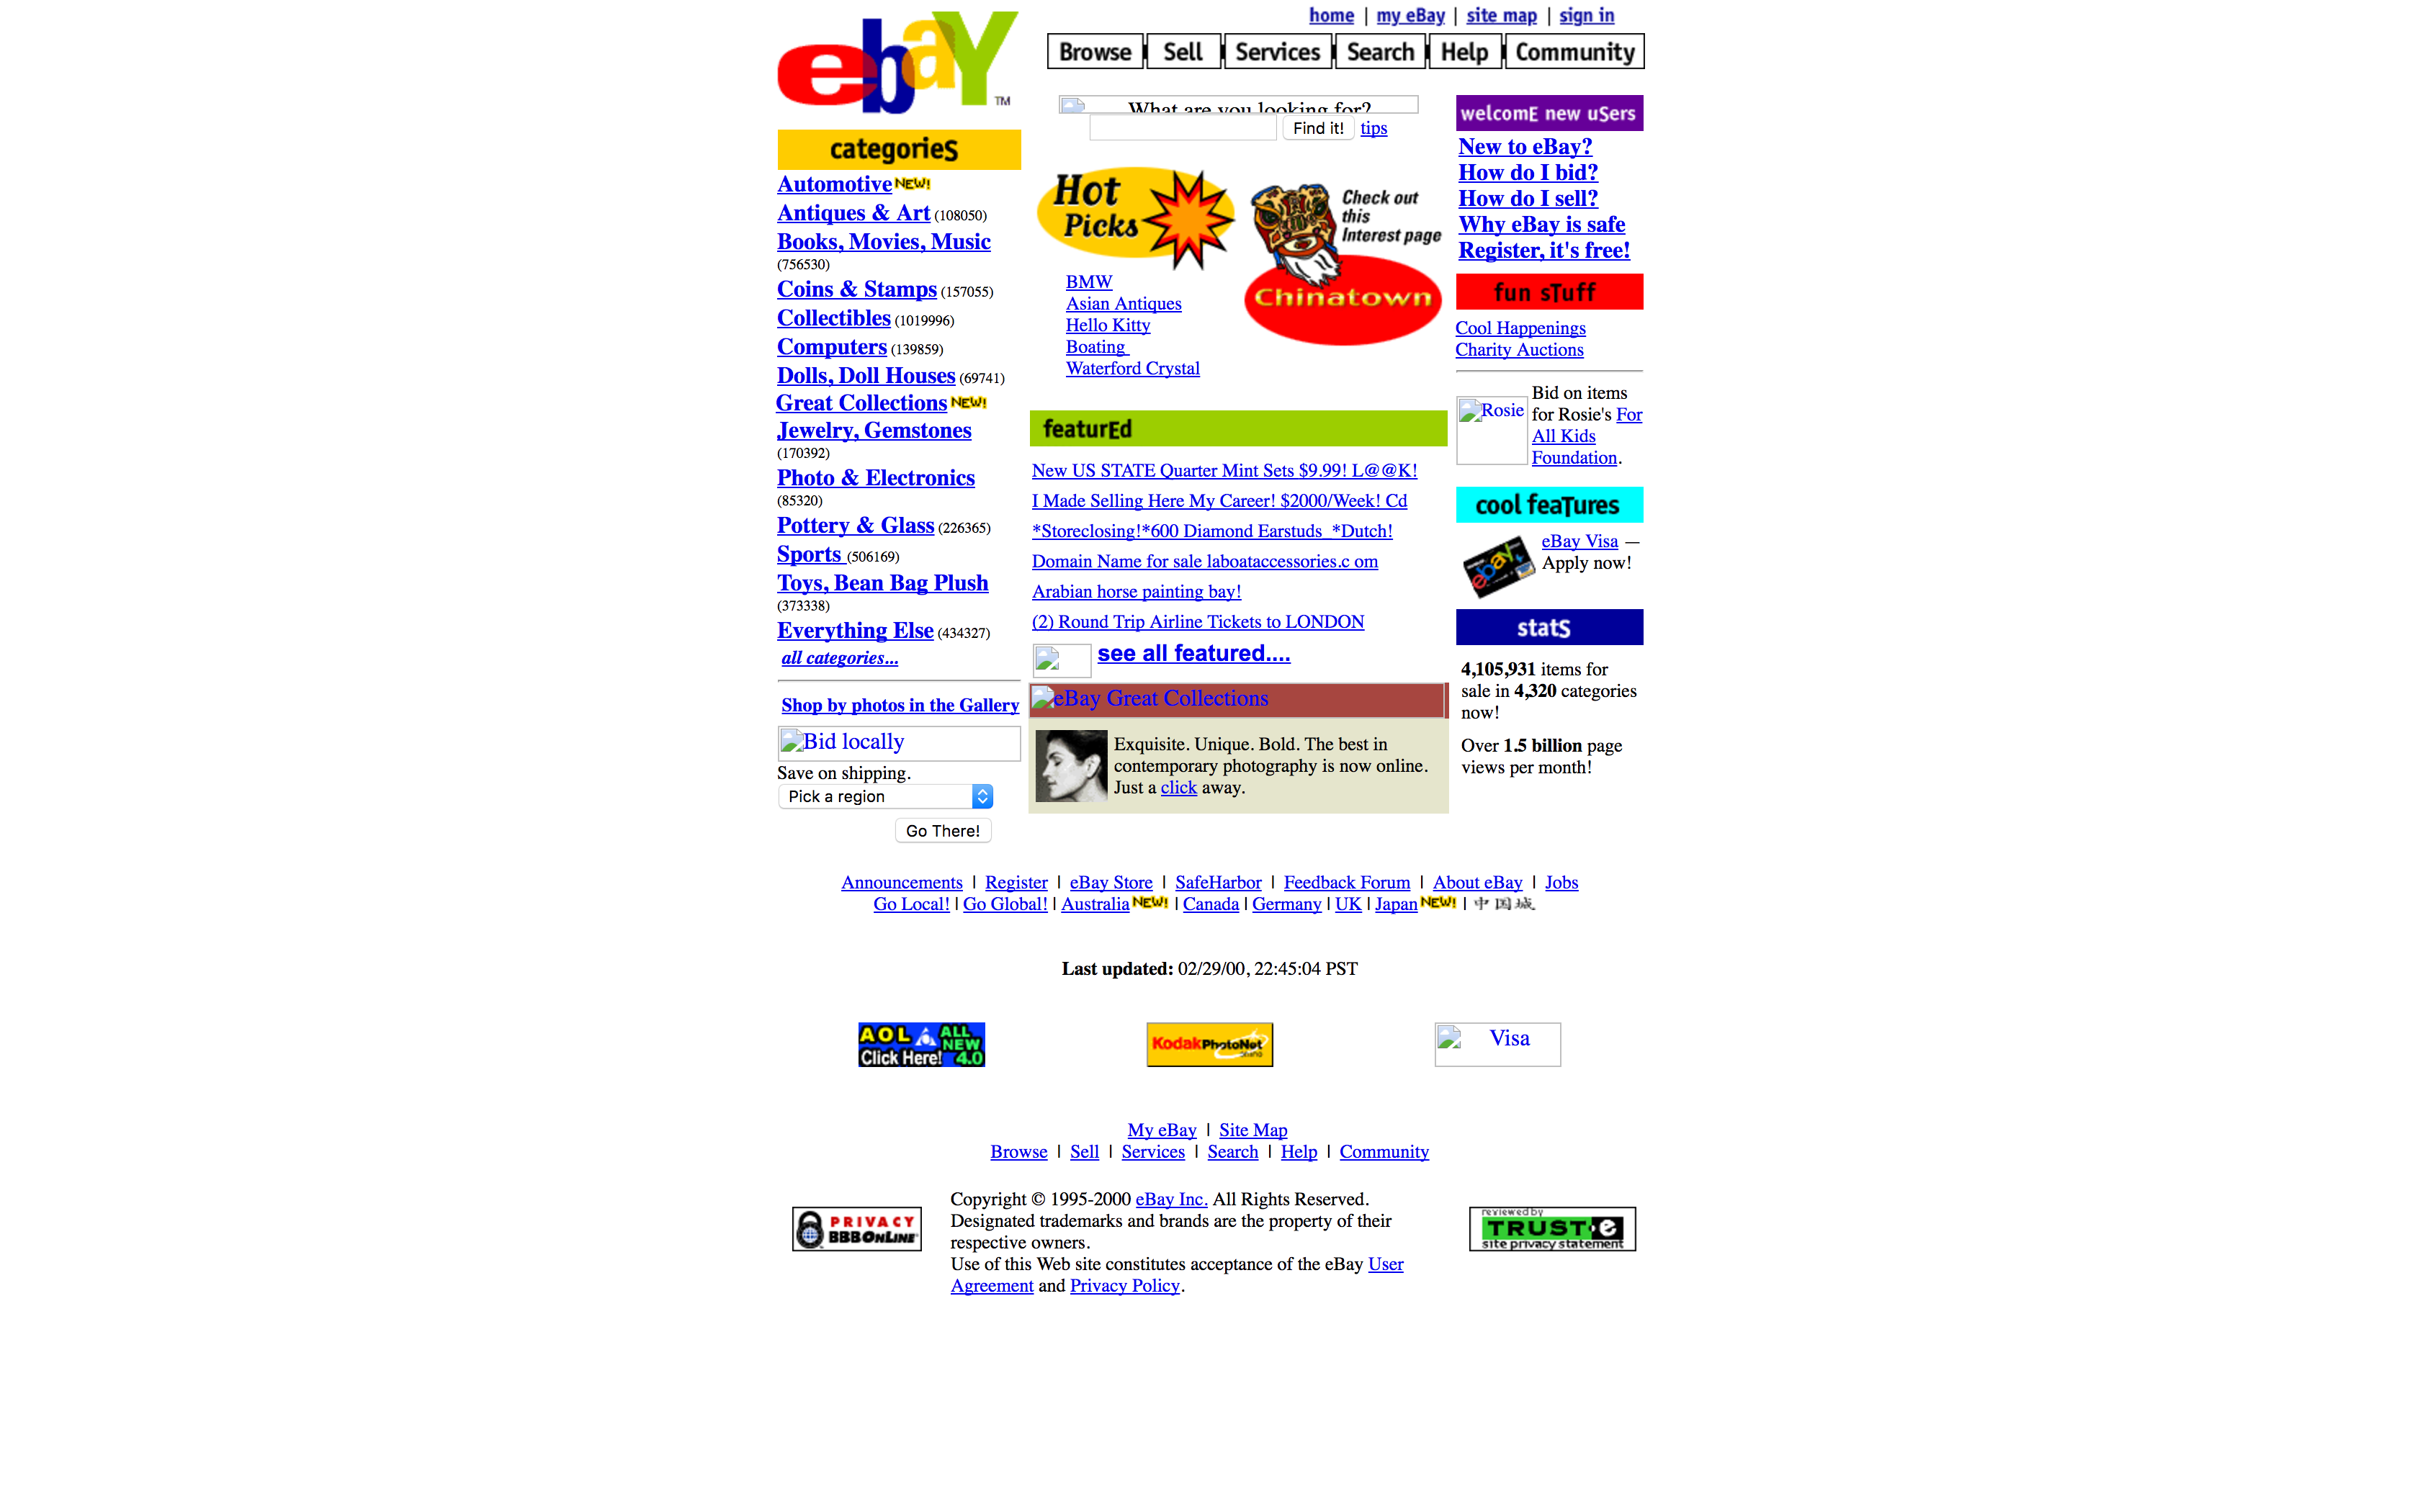 ebaY TM
home | my eBay | site map | sign in
Browse Sell Services Search Help Community
What are you looking for?
Find it! tips
categorieS
Automotive NEW!
Antiques & Art (108050)
Books, Movies, Music
(756530)
Coins & Stamps (157055)
Collectibles (1019996)
Computers (139859)
Dolls, Doll Houses (69741)
Great Collections NEW!
Jewelry, Gemstones
(170392)
Photo & Electronics
(85320)
Pottery & Glass (226365)
Sports (506169)
Toys, Bean Bag Plush
(373338)
Everything Else (434327)
all categories...
Shop by photos in the Gallery
Bid locally
Save on shipping.
Pick a region
Go There!
Hot
Picks
BMW
Asian Antiques
Hello Kitty
Boating
Waterford Crystal
Check out
this
Interest page
Chinatown
featurEd
New US STATE Quarter Mint Sets $9.99! L@@K!
I Made Selling Here My Career! $2000/Week! Cd
*Storeclosing!*600 Diamond Earstuds_*Dutch!
Domain Name for sale laboataccessories.c om
Arabian horse painting bay!
(2) Round Trip Airline Tickets to LONDON
see all featured....
eBay Great Collections
Exquisite. Unique. Bold. The best in
contemporary photography is now online.
Just a click away.
welcomE new uSers
New to eBay?
How do I bid?
How do I sell?
Why eBay is safe
Register, it's free!
fun sTuff
Cool Happenings
Charity Auctions
Rosie
Bid on items
for Rosie's For
All Kids
Foundation.
cool feaTures
ebay
eBay Visa —
Apply now!
statS
4,105,931 items for
sale in 4,320 categories
now!
Over 1.5 billion page
views per month!
Announcements | Register | eBay Store | SafeHarbor | Feedback Forum | About eBay | Jobs
Go Local! | Go Global! | Australia NEW! | Canada | Germany | UK | Japan NEW! | 中国城
Last updated: 02/29/00, 22:45:04 PST
AOL ALL NEW
Click Here! 4.0
Kodak PhotoNet
Visa
My eBay | Site Map
Browse | Sell | Services | Search | Help | Community
PRIVACY
BBBONLINE
Copyright © 1995-2000 eBay Inc. All Rights Reserved.
Designated trademarks and brands are the property of their
respective owners.
Use of this Web site constitutes acceptance of the eBay User
Agreement and Privacy Policy.
reviewed by
TRUST·e
site privacy statement